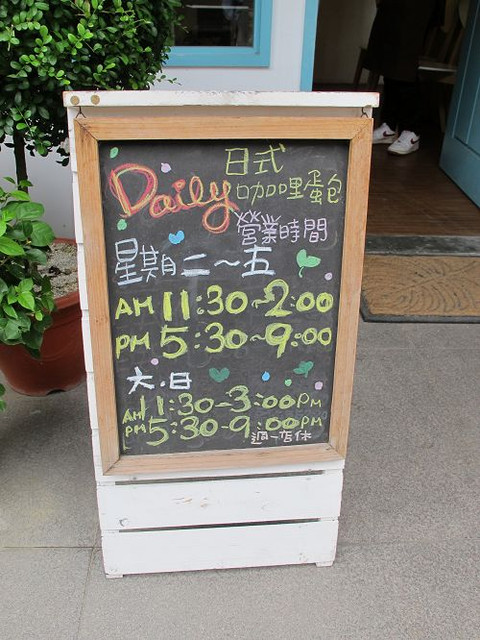 日式
Daily 咖哩蛋包
營業時間
星期二~五
AM 11:30~2:00
PM 5:30~9:00
六.日
AM 11:30-3:00PM
PM 5:30-9:00PM
週一店休